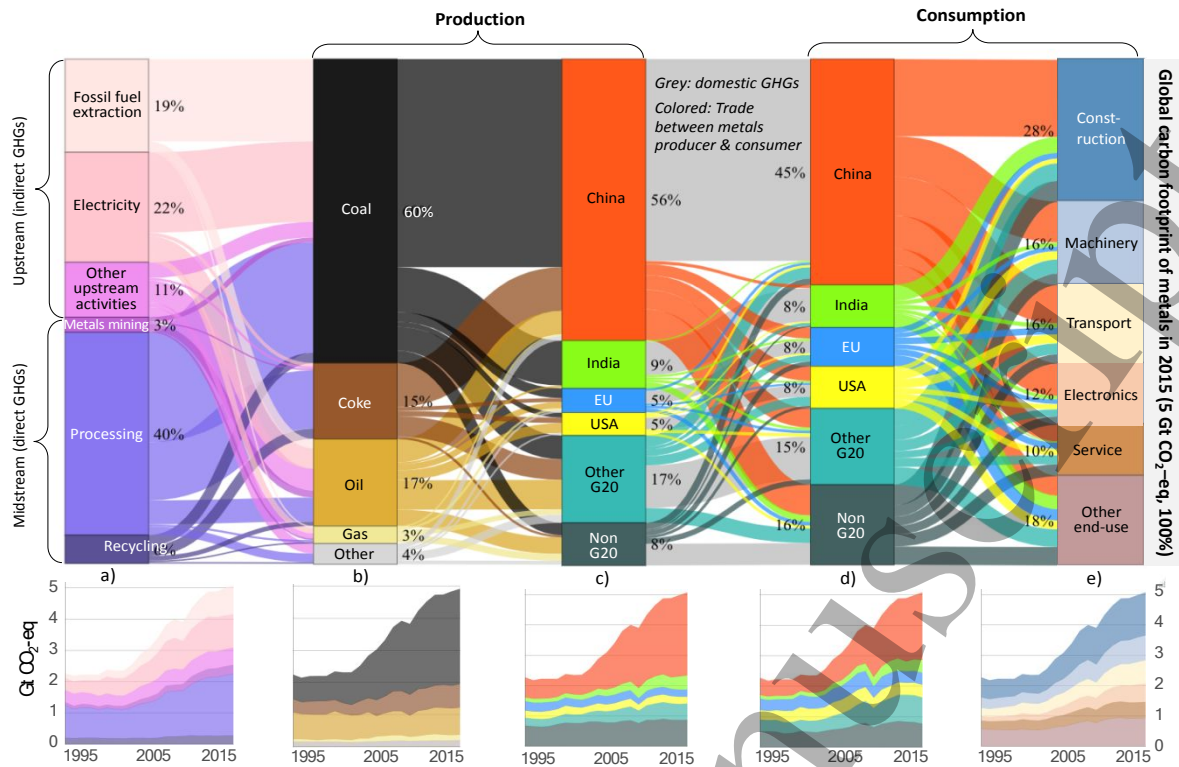 Production
Consumption
Upstream (indirect GHGs)
Midstream (direct GHGs)
Fossil fuel
extraction
19%
Electricity
22%
Other
upstream
activities
11%
Metals mining
3%
Processing
40%
Recycling
Coal
60%
Coke
15%
Oil
17%
Gas
3%
Other
4%
China
56%
India
9%
EU
5%
USA
5%
Other
G20
17%
Non
G20
8%
Grey: domestic GHGs
Colored: Trade
between metals
producer & consumer
45%
China
8%
India
8%
EU
8%
USA
15%
Other
G20
16%
Non
G20
28%
Const-
ruction
16%
Machinery
16%
Transport
12%
Electronics
10%
Service
18%
Other
end-use
Global carbon footprint of metals in 2015 (5 Gt CO₂–eq, 100%)
a)
b)
c)
d)
e)
Gt CO₂-eq
5
4
3
2
1
0
1995
2005
2015
1995
2005
2015
1995
2005
2015
1995
2005
2015
1995
2005
2015
5
4
3
2
1
0